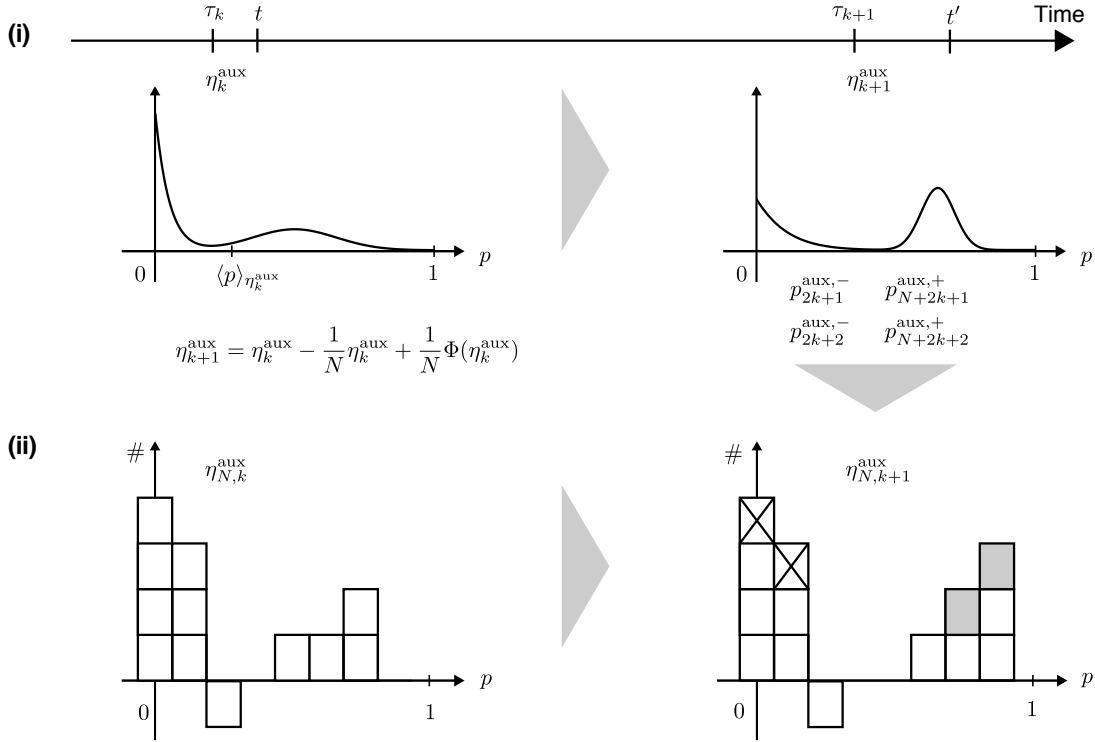 (i)
τ_k t τ_{k+1} t′ Time
η_k^{aux} η_{k+1}^{aux}
0 ⟨p⟩_{η_k^{aux}} 1 p
0 1 p
p_{2k+1}^{aux,−} p_{N+2k+1}^{aux,+}
p_{2k+2}^{aux,−} p_{N+2k+2}^{aux,+}
η_{k+1}^{aux} = η_k^{aux} − \frac{1}{N} η_k^{aux} + \frac{1}{N} Φ(η_k^{aux})
(ii)
# η_{N,k}^{aux}
0 1 p
# η_{N,k+1}^{aux}
0 1 p